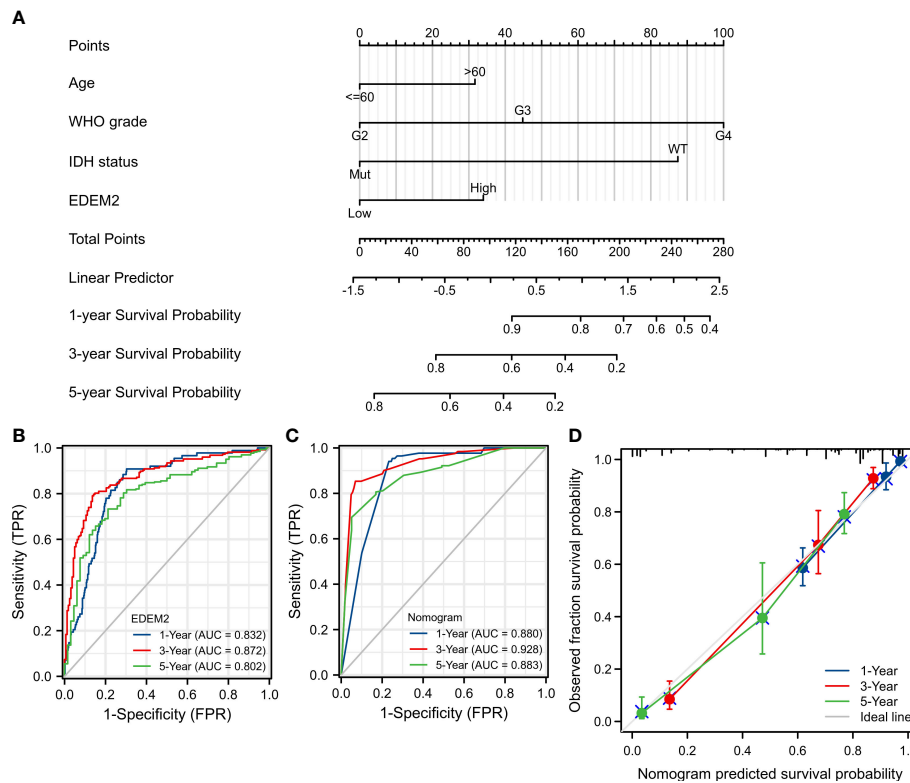 A
Points
0 20 40 60 80 100
Age
>60
<=60
WHO grade
G3
G2 G4
IDH status
WT
Mut
EDEM2
High
Low
Total Points
0 40 80 120 160 200 240 280
Linear Predictor
-1.5 -0.5 0.5 1.5 2.5
1-year Survival Probability
0.9 0.8 0.7 0.6 0.5 0.4
3-year Survival Probability
0.8 0.6 0.4 0.2
5-year Survival Probability
0.8 0.6 0.4 0.2
B
Sensitivity (TPR)
1.0
0.8
0.6
0.4
0.2
0.0
EDEM2
1-Year (AUC = 0.832)
3-Year (AUC = 0.872)
5-Year (AUC = 0.802)
0.0 0.2 0.4 0.6 0.8 1.0
1-Specificity (FPR)
C
Sensitivity (TPR)
1.0
0.8
0.6
0.4
0.2
0.0
Nomogram
1-Year (AUC = 0.880)
3-Year (AUC = 0.928)
5-Year (AUC = 0.883)
0.0 0.2 0.4 0.6 0.8 1.0
1-Specificity (FPR)
D
Observed fraction survival probability
1.0
0.8
0.6
0.4
0.2
0.0
1-Year
3-Year
5-Year
Ideal line
0.0 0.2 0.4 0.6 0.8 1.
Nomogram predicted survival probability